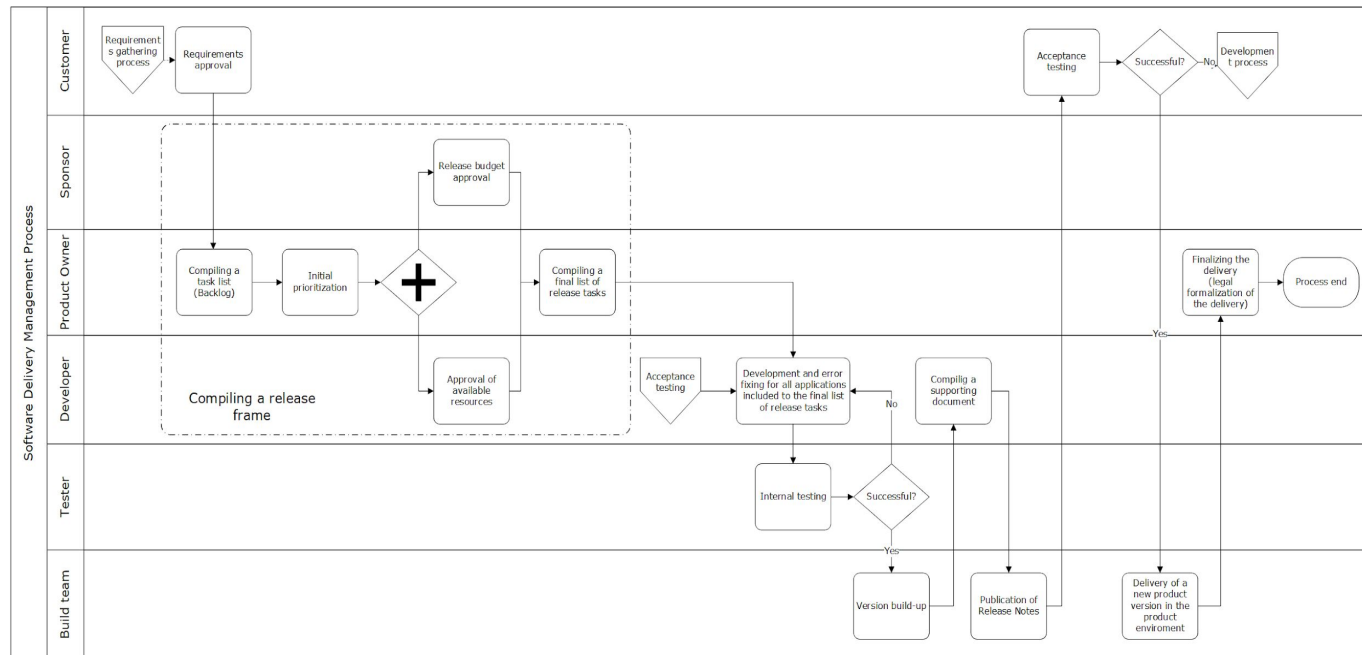 Software Delivery Management Process
Customer
Requirement
s gathering
process
Requirements
approval
Acceptance
testing
Successful?
No
Developmen
t process
Sponsor
Release budget
approval
Product Owner
Compiling a
task list
(Backlog)
Initial
prioritization
Compiling a
final list of
release tasks
Finalizing the
delivery
(legal
formalization of
the delivery)
Process end
Yes
Developer
Compiling a release
frame
Approval of
available
resources
Acceptance
testing
Development and error
fixing for all applications
included to the final list
of release tasks
No
Compilig a
supporting
document
Tester
Internal testing
Successful?
Yes
Build team
Version build-up
Publication of
Release Notes
Delivery of a
new product
version in the
product
enviroment